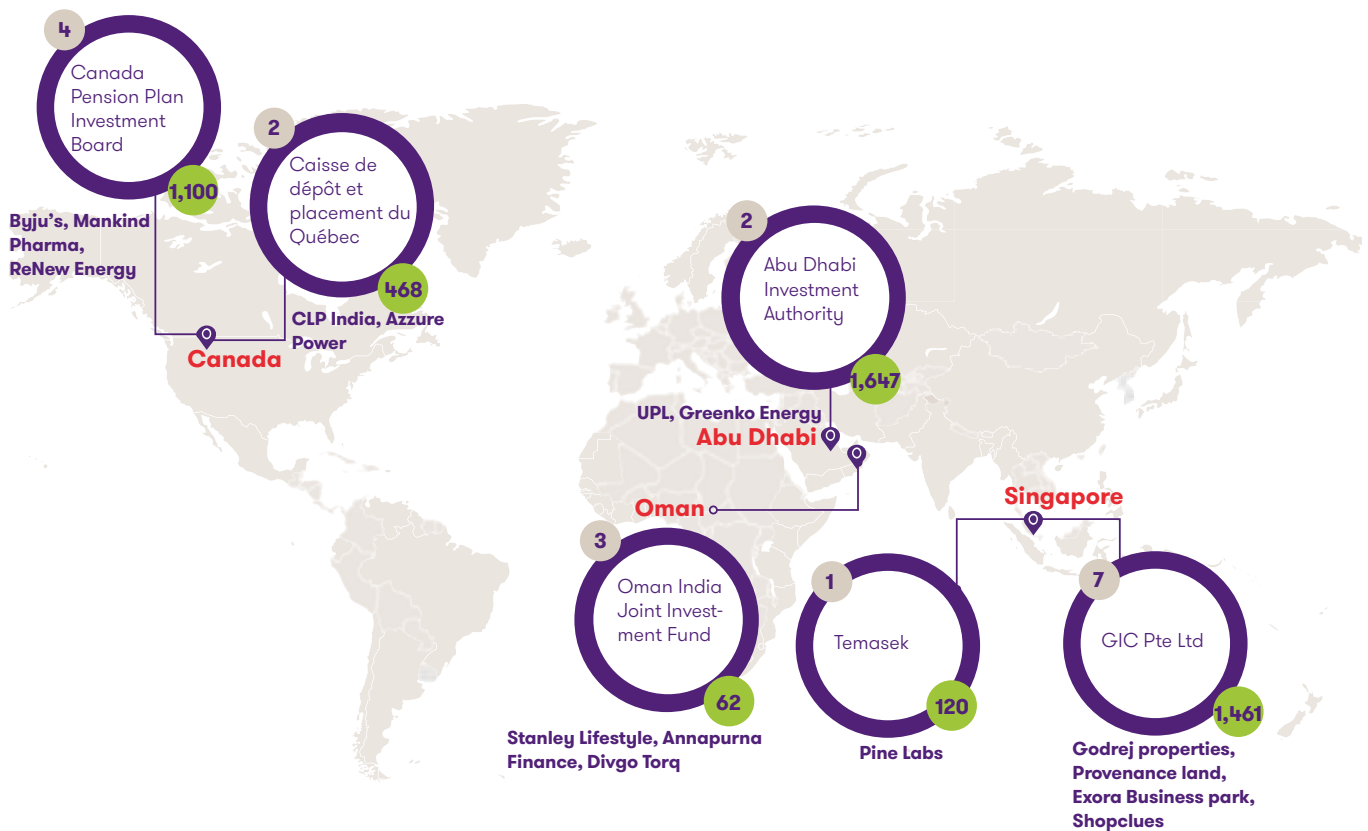 4
Canada
Pension Plan
Investment
Board
1,100
Byju's, Mankind
Pharma,
ReNew Energy
2
Caisse de
dépôt et
placement du
Québec
468
CLP India, Azzure
Power
Canada
2
Abu Dhabi
Investment
Authority
1,647
UPL, Greenko Energy
Abu Dhabi
Oman
3
Oman India
Joint Invest-
ment Fund
62
Stanley Lifestyle, Annapurna
Finance, Divgo Torq
Singapore
1
Temasek
120
Pine Labs
7
GIC Pte Ltd
1,461
Godrej properties,
Provenance land,
Exora Business park,
Shopclues